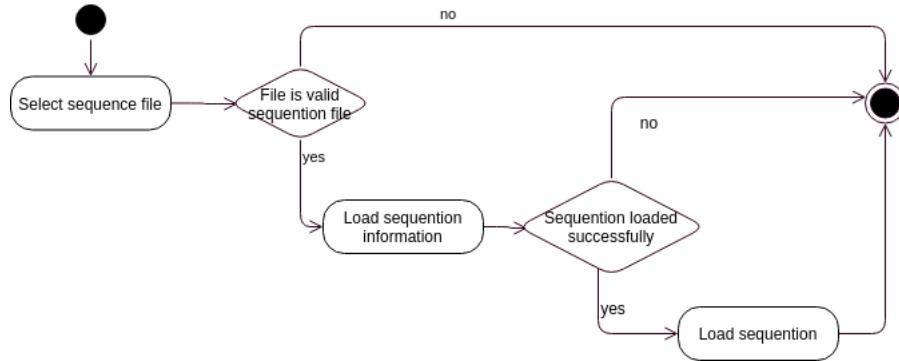 no
Select sequence file
File is valid
sequention file
no
yes
Load sequention
information
Sequention loaded
successfully
yes
Load sequention